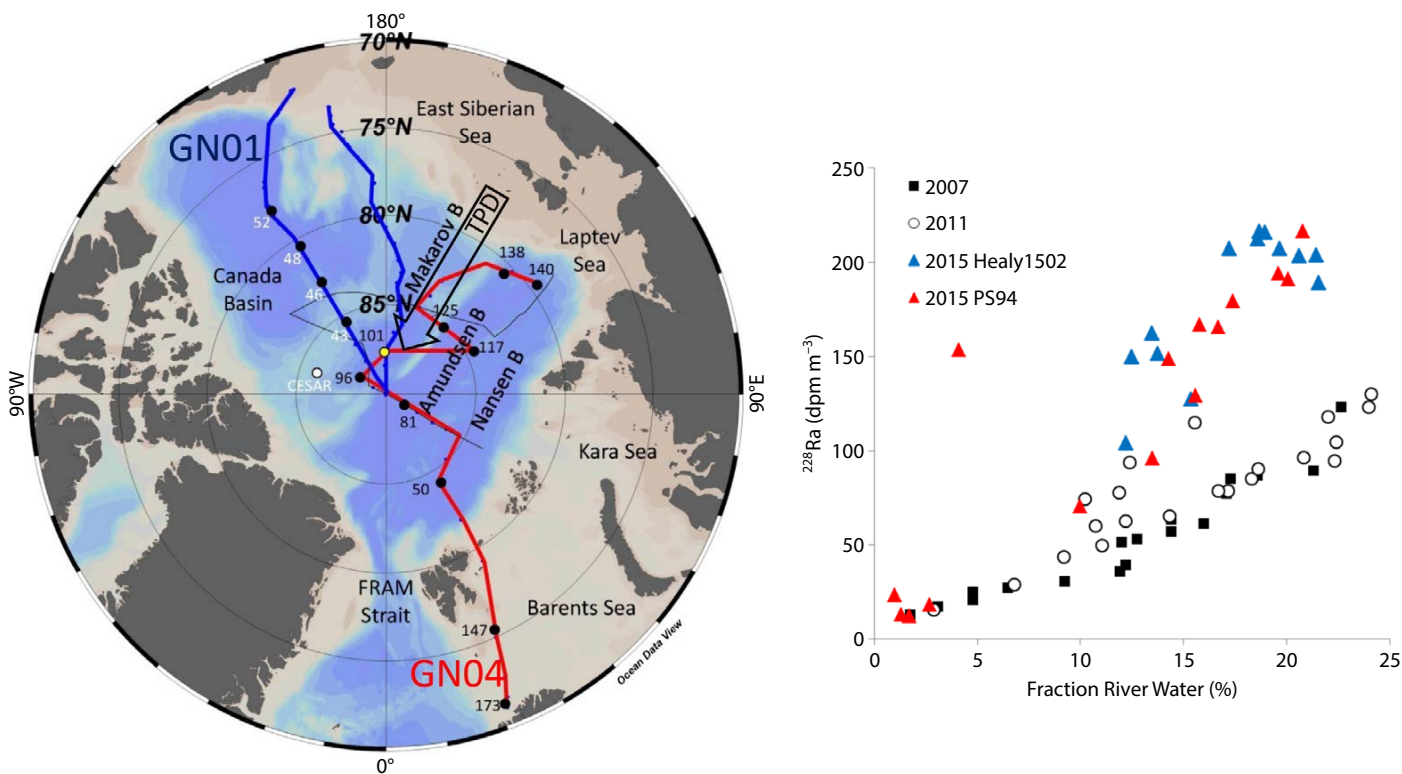 180°
70°N
East Siberian
Sea
75°N
GN01
80°N
TPD
Makarov B
Laptev
Sea
52
138
140
48
Canada
Basin
46
85°N
125
43
101
117
CESAR
96
Amundsen B
Nansen B
81
90°W
90°E
Kara Sea
50
FRAM
Strait
Barents Sea
147
GN04
173
Ocean Data View
0°
250
200
150
100
50
0
²²⁸Ra (dpm m⁻³)
2007
2011
2015 Healy1502
2015 PS94
0 5 10 15 20 25
Fraction River Water (%)